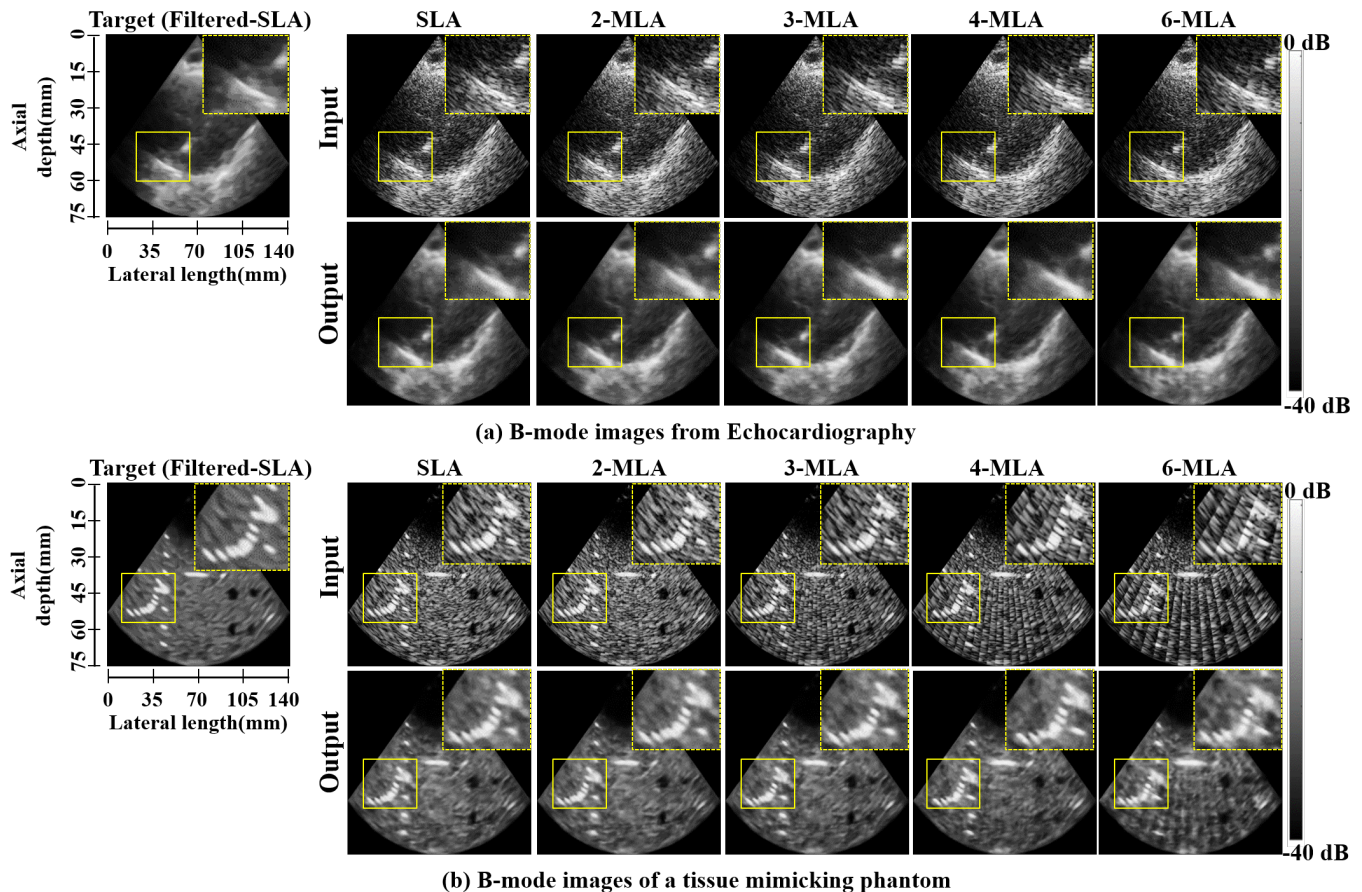 Target (Filtered-SLA)
SLA
2-MLA
3-MLA
4-MLA
6-MLA
Axial
depth(mm)
0
15
30
45
60
75
0 35 70 105 140
Lateral length(mm)
Input
Output
0 dB
-40 dB
(a) B-mode images from Echocardiography
Target (Filtered-SLA)
SLA
2-MLA
3-MLA
4-MLA
6-MLA
Axial
depth(mm)
0
15
30
45
60
75
0 35 70 105 140
Lateral length(mm)
Input
Output
0 dB
-40 dB
(b) B-mode images of a tissue mimicking phantom